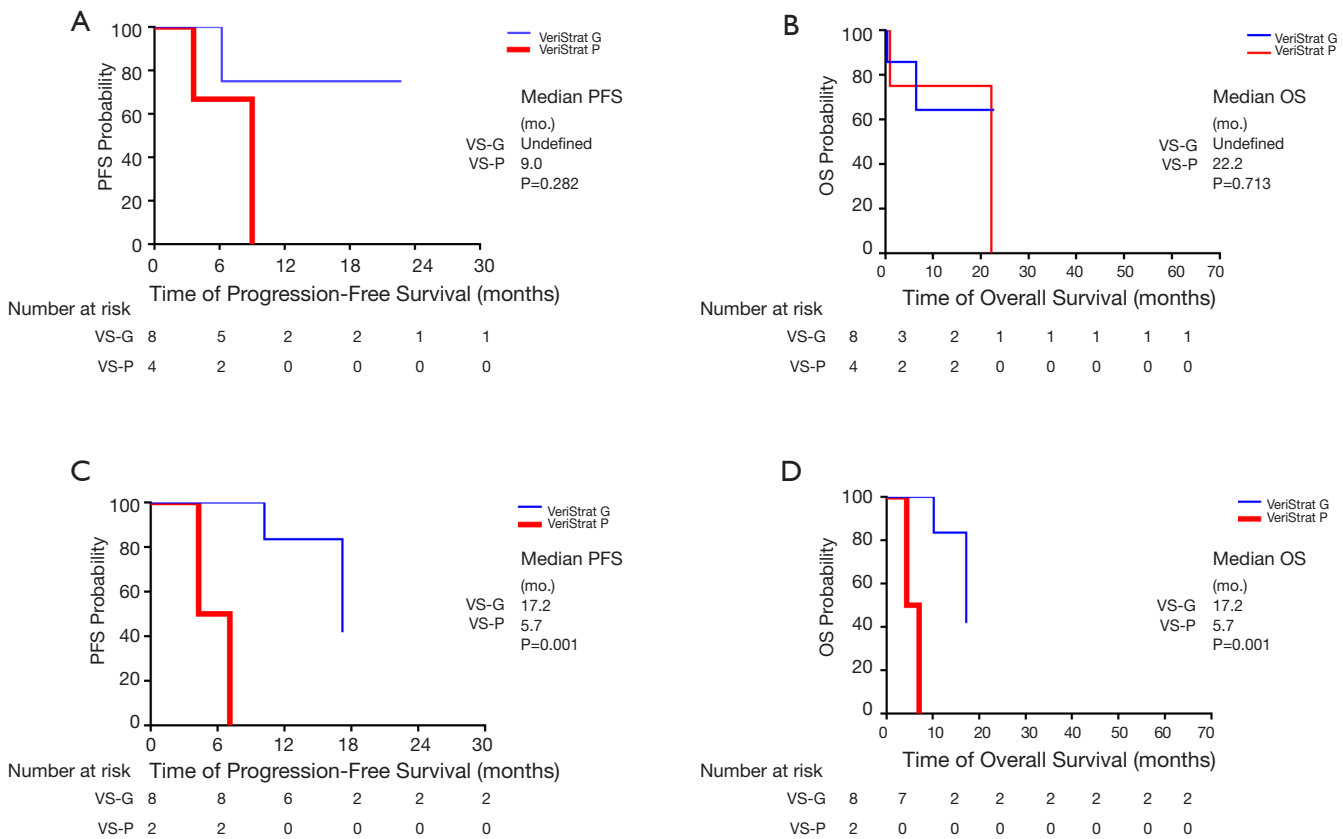 A
100
80
60
40
20
0
PFS Probability
0 6 12 18 24 30
Time of Progression-Free Survival (months)
VeriStrat G
VeriStrat P
Median PFS
(mo.)
VS-G Undefined
VS-P 9.0
P=0.282
Number at risk
VS-G 8 5 2 2 1 1
VS-P 4 2 0 0 0 0
B
100
80
60
40
20
0
OS Probability
0 10 20 30 40 50 60 70
Time of Overall Survival (months)
VeriStrat G
VeriStrat P
Median OS
(mo.)
VS-G Undefined
VS-P 22.2
P=0.713
Number at risk
VS-G 8 3 2 1 1 1 1 1
VS-P 4 2 2 0 0 0 0 0
C
100
80
60
40
20
0
PFS Probability
0 6 12 18 24 30
Time of Progression-Free Survival (months)
VeriStrat G
VeriStrat P
Median PFS
(mo.)
VS-G 17.2
VS-P 5.7
P=0.001
Number at risk
VS-G 8 8 6 2 2 2
VS-P 2 2 0 0 0 0
D
100
80
60
40
20
0
OS Probability
0 10 20 30 40 50 60 70
Time of Overall Survival (months)
VeriStrat G
VeriStrat P
Median OS
(mo.)
VS-G 17.2
VS-P 5.7
P=0.001
Number at risk
VS-G 8 7 2 2 2 2 2 2
VS-P 2 0 0 0 0 0 0 0